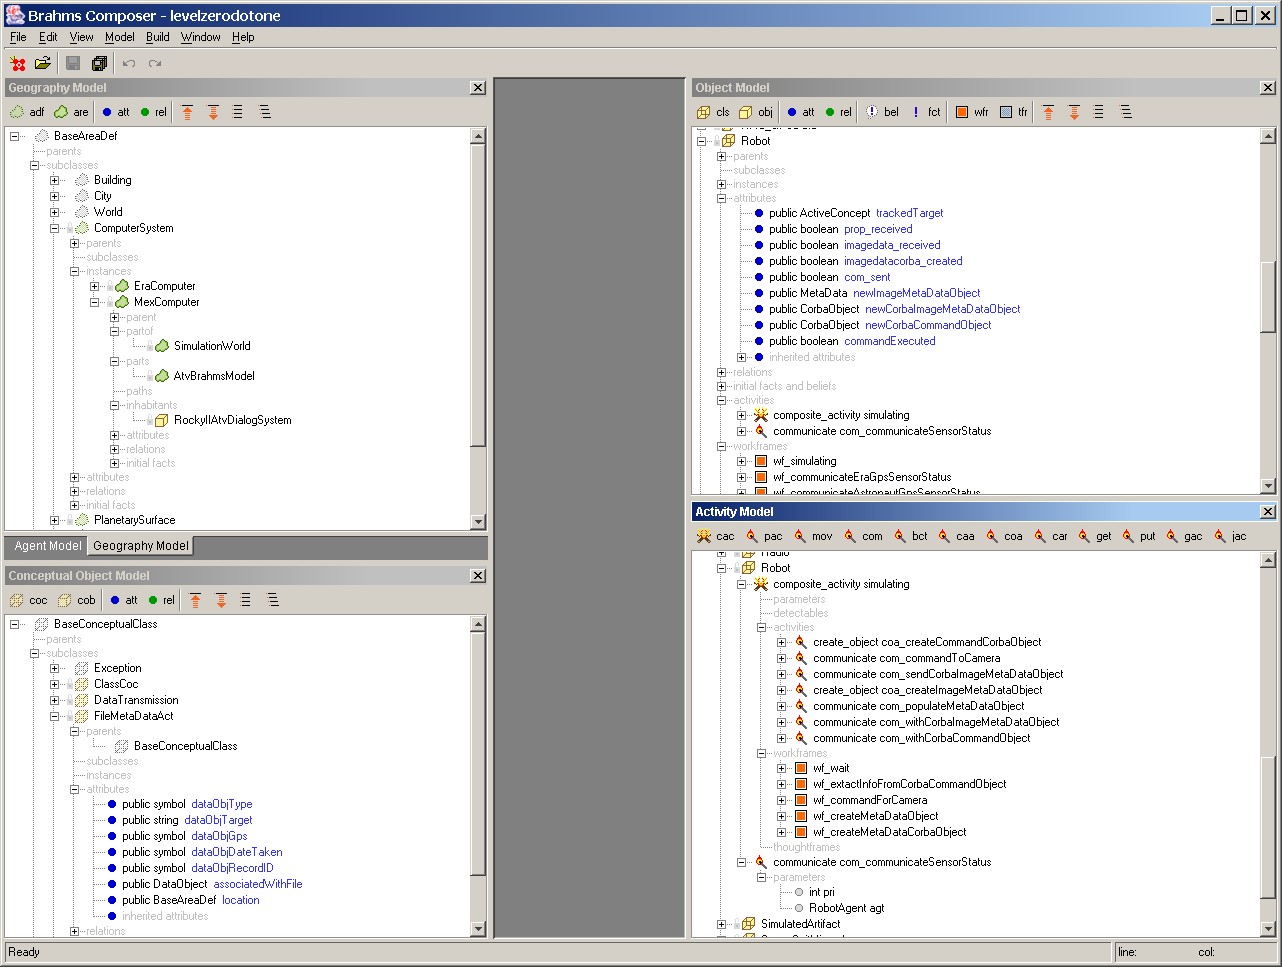 Brahms Composer - levelzerodotone
File Edit View Model Build Window Help
Geography Model
adf are att rel
BaseAreaDef
parents
subclasses
Building
City
World
ComputerSystem
parents
subclasses
instances
EraComputer
MexComputer
parent
partof
SimulationWorld
parts
AtvBrahmsModel
paths
inhabitants
RockyIIAtvDialogSystem
attributes
relations
initial facts
attributes
relations
initial facts
PlanetarySurface
Agent Model Geography Model
Conceptual Object Model
coc cob att rel
BaseConceptualClass
parents
subclasses
Exception
ClassCoc
DataTransmission
FileMetaDataAct
parents
BaseConceptualClass
subclasses
instances
attributes
public symbol dataObjType
public string dataObjTarget
public symbol dataObjGps
public symbol dataObjDateTaken
public symbol dataObjRecordID
public DataObject associatedWithFile
public BaseAreaDef location
inherited attributes
relations
Object Model
cls obj att rel bel fct wfr tfr
Robot
parents
subclasses
instances
attributes
public ActiveConcept trackedTarget
public boolean prop_received
public boolean imagedata_received
public boolean imagedatacorba_created
public boolean com_sent
public MetaData newImageMetaDataObject
public CorbaObject newCorbaImageMetaDataObject
public CorbaObject newCorbaCommandObject
public boolean commandExecuted
inherited attributes
relations
initial facts and beliefs
activities
composite_activity simulating
communicate com_communicateSensorStatus
workframes
wf_simulating
wf_communicateEraGpsSensorStatus
wf_communicateAstronautGpsSensorStatus
Activity Model
cac pac mov com bct caa coa car get put gac jac
Radio
Robot
composite_activity simulating
parameters
detectables
activities
create_object coa_createCommandCorbaObject
communicate com_commandToCamera
communicate com_sendCorbaImageMetaDataObject
create_object coa_createImageMetaDataObject
communicate com_populateMetaDataObject
communicate com_withCorbaImageMetaDataObject
communicate com_withCorbaCommandObject
workframes
wf_wait
wf_extactInfoFromCorbaCommandObject
wf_commandForCamera
wf_createMetaDataObject
wf_createMetaDataCorbaObject
thoughtframes
communicate com_communicateSensorStatus
parameters
int pri
RobotAgent agt
SimulatedArtifact
Ready
line: col: